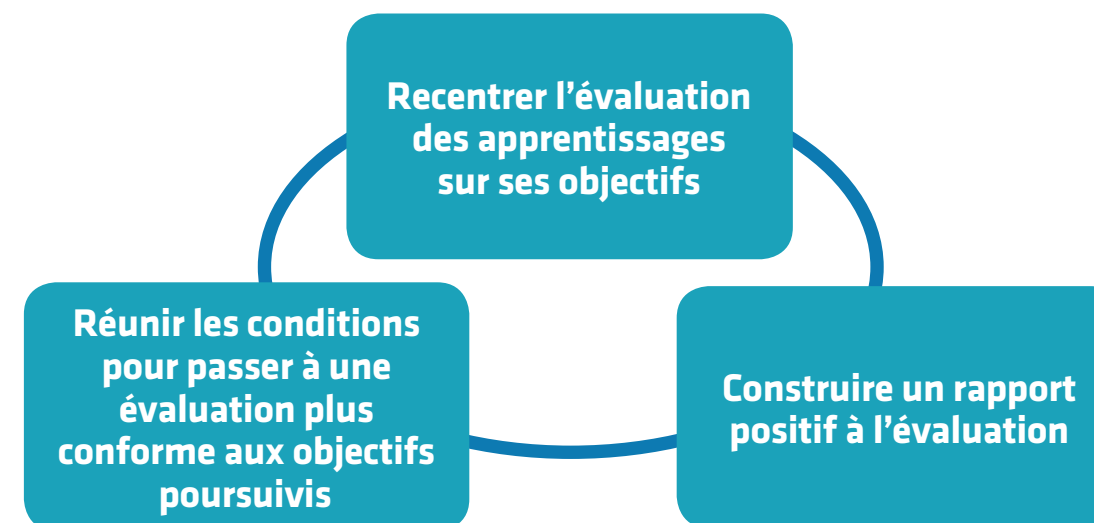 Recentrer l’évaluation
des apprentissages
sur ses objectifs
Réunir les conditions
pour passer à une
évaluation plus
conforme aux objectifs
poursuivis
Construire un rapport
positif à l’évaluation